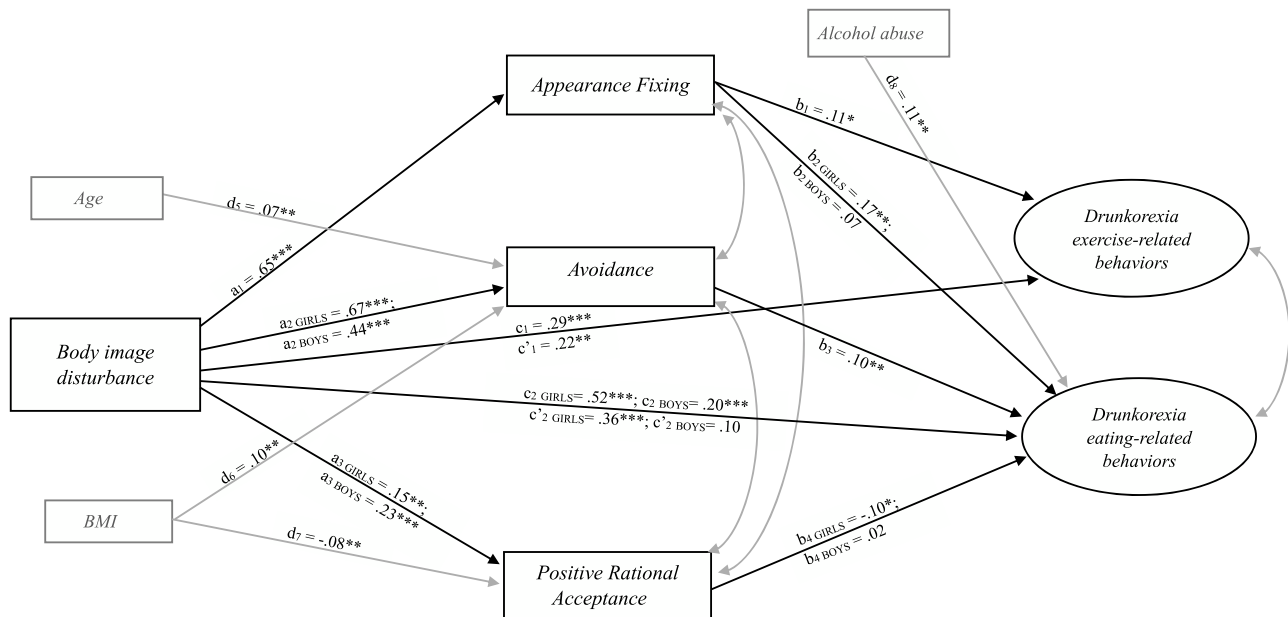 Alcohol abuse
Appearance Fixing
d8 = .11**
b1 = .11*
Age
b2 GIRLS = .17**;
b2 BOYS = .07
d5 = .07**
Drunkorexia
exercise-related
behaviors
a1 = .65***
Avoidance
a2 GIRLS = .67***;
a2 BOYS = .44***
c1 = .29***
c'1 = .22**
Body image
disturbance
b3 = .10**
c2 GIRLS= .52***; c2 BOYS= .20***
c'2 GIRLS= .36***; c'2 BOYS= .10
Drunkorexia
eating-related
behaviors
d6 = .10**
a3 GIRLS = .15**;
a3 BOYS = .23***
BMI
d7 = -.08**
b4 GIRLS = -.10*;
b4 BOYS = .02
Positive Rational
Acceptance